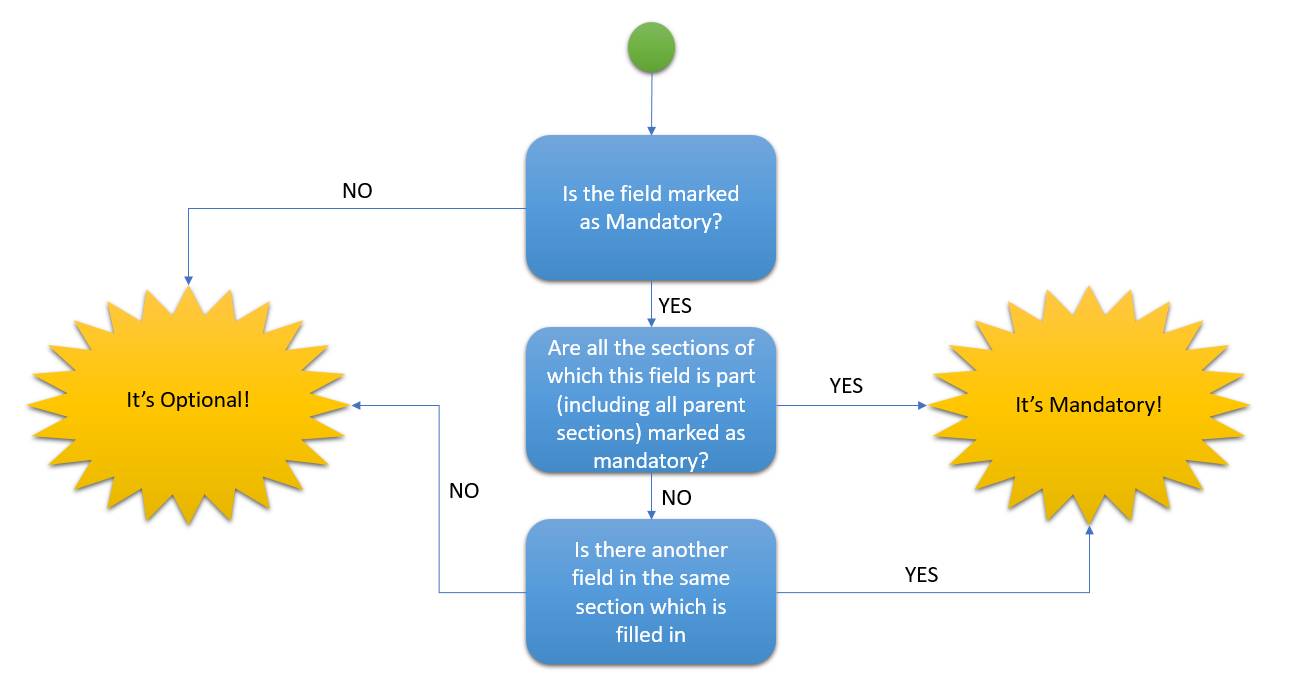 NO
Is the field marked
as Mandatory?
YES
Are all the sections of
which this field is part
(including all parent
sections) marked as
mandatory?
YES
It’s Optional!
It’s Mandatory!
NO
NO
Is there another
field in the same
section which is
filled in
YES